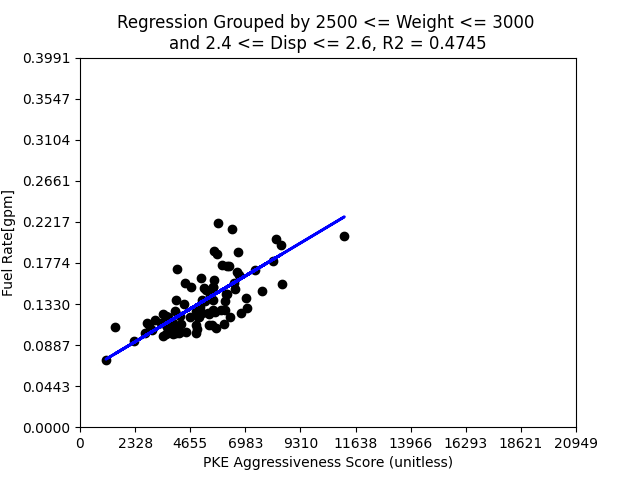 Regression Grouped by 2500 <= Weight <= 3000
and 2.4 <= Disp <= 2.6, R2 = 0.4745
0.3991
0.3547
0.3104
0.2661
0.2217
0.1774
0.1330
0.0887
0.0443
0.0000
Fuel Rate[gpm]
0 2328 4655 6983 9310 11638 13966 16293 18621 20949
PKE Aggressiveness Score (unitless)